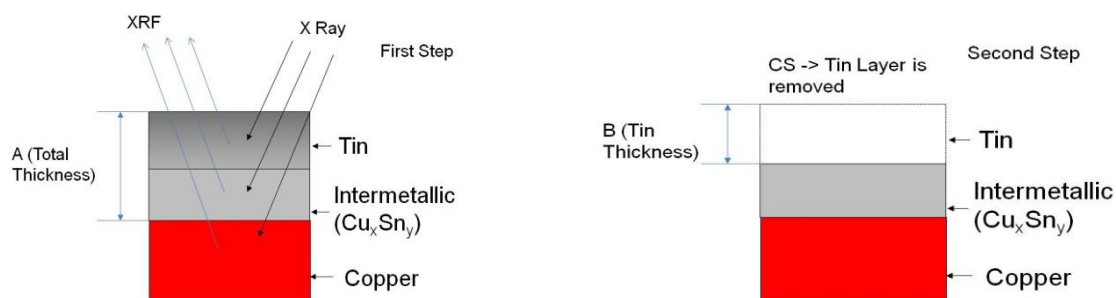 XRF
X Ray
First Step
A (Total
Thickness)
Tin
Intermetallic
(CuxSny)
Copper
Second Step
CS -> Tin Layer is
removed
B (Tin
Thickness)
Tin
Intermetallic
(CuxSny)
Copper